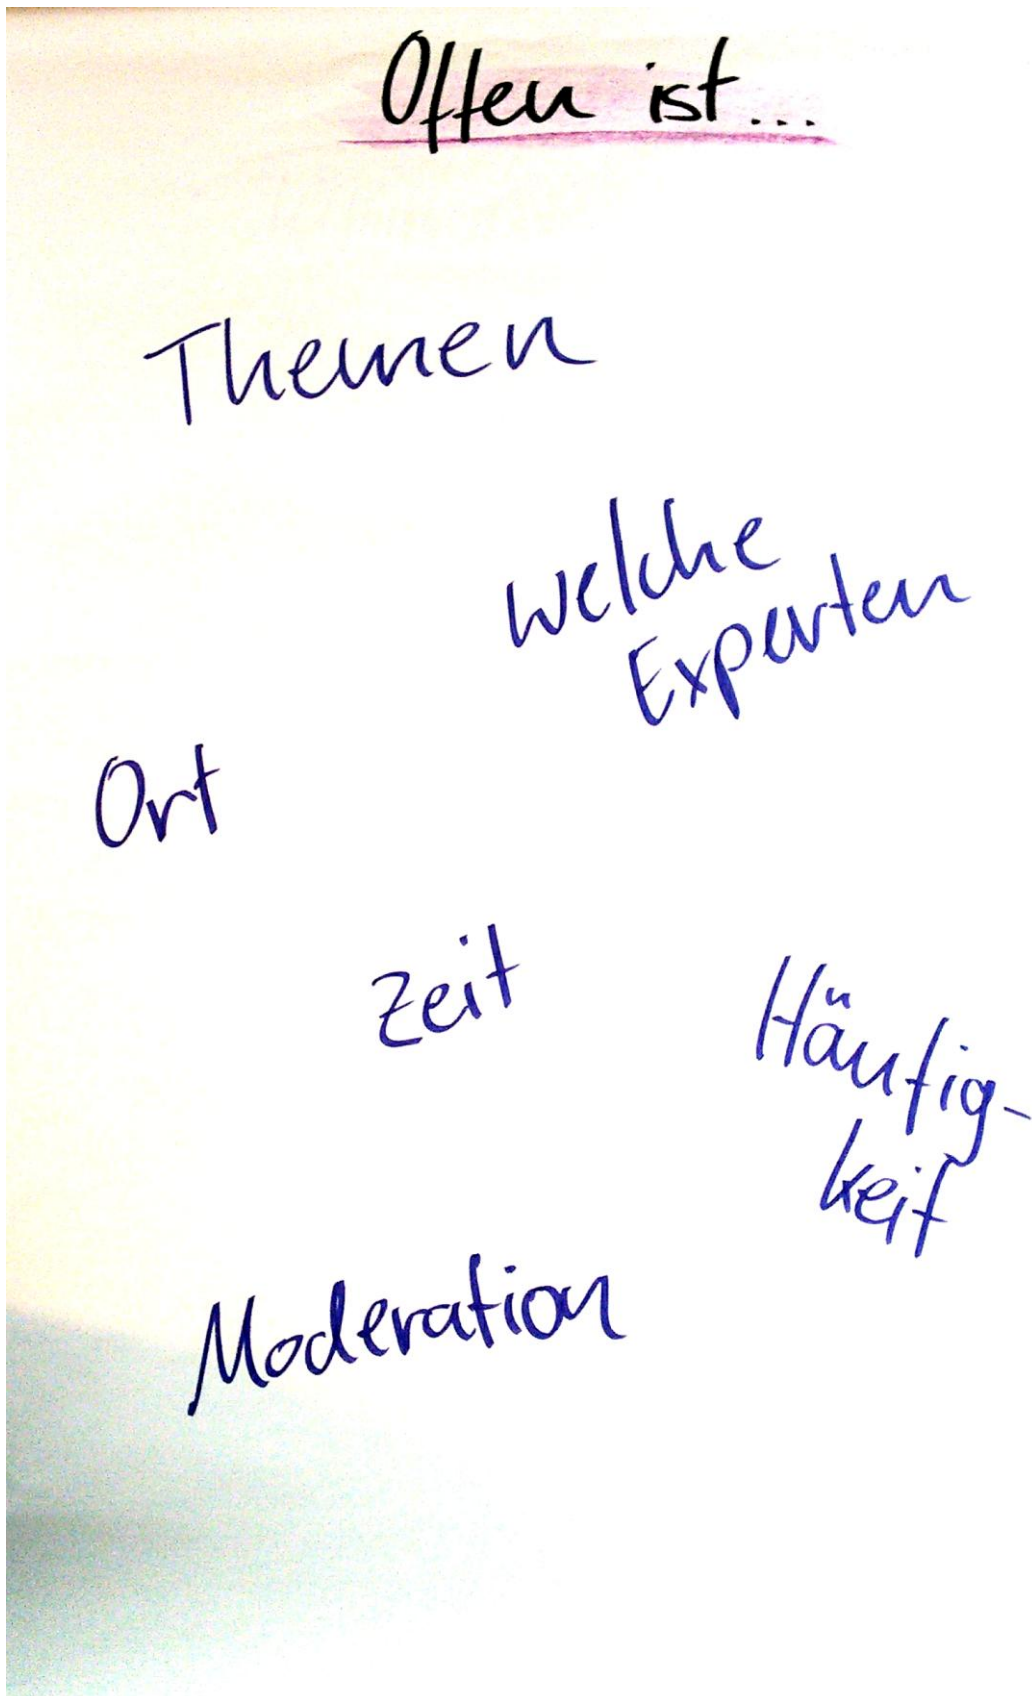 Offen ist...
Themen
welche
Experten
Ort
Zeit
Häufig-
keit
Moderation